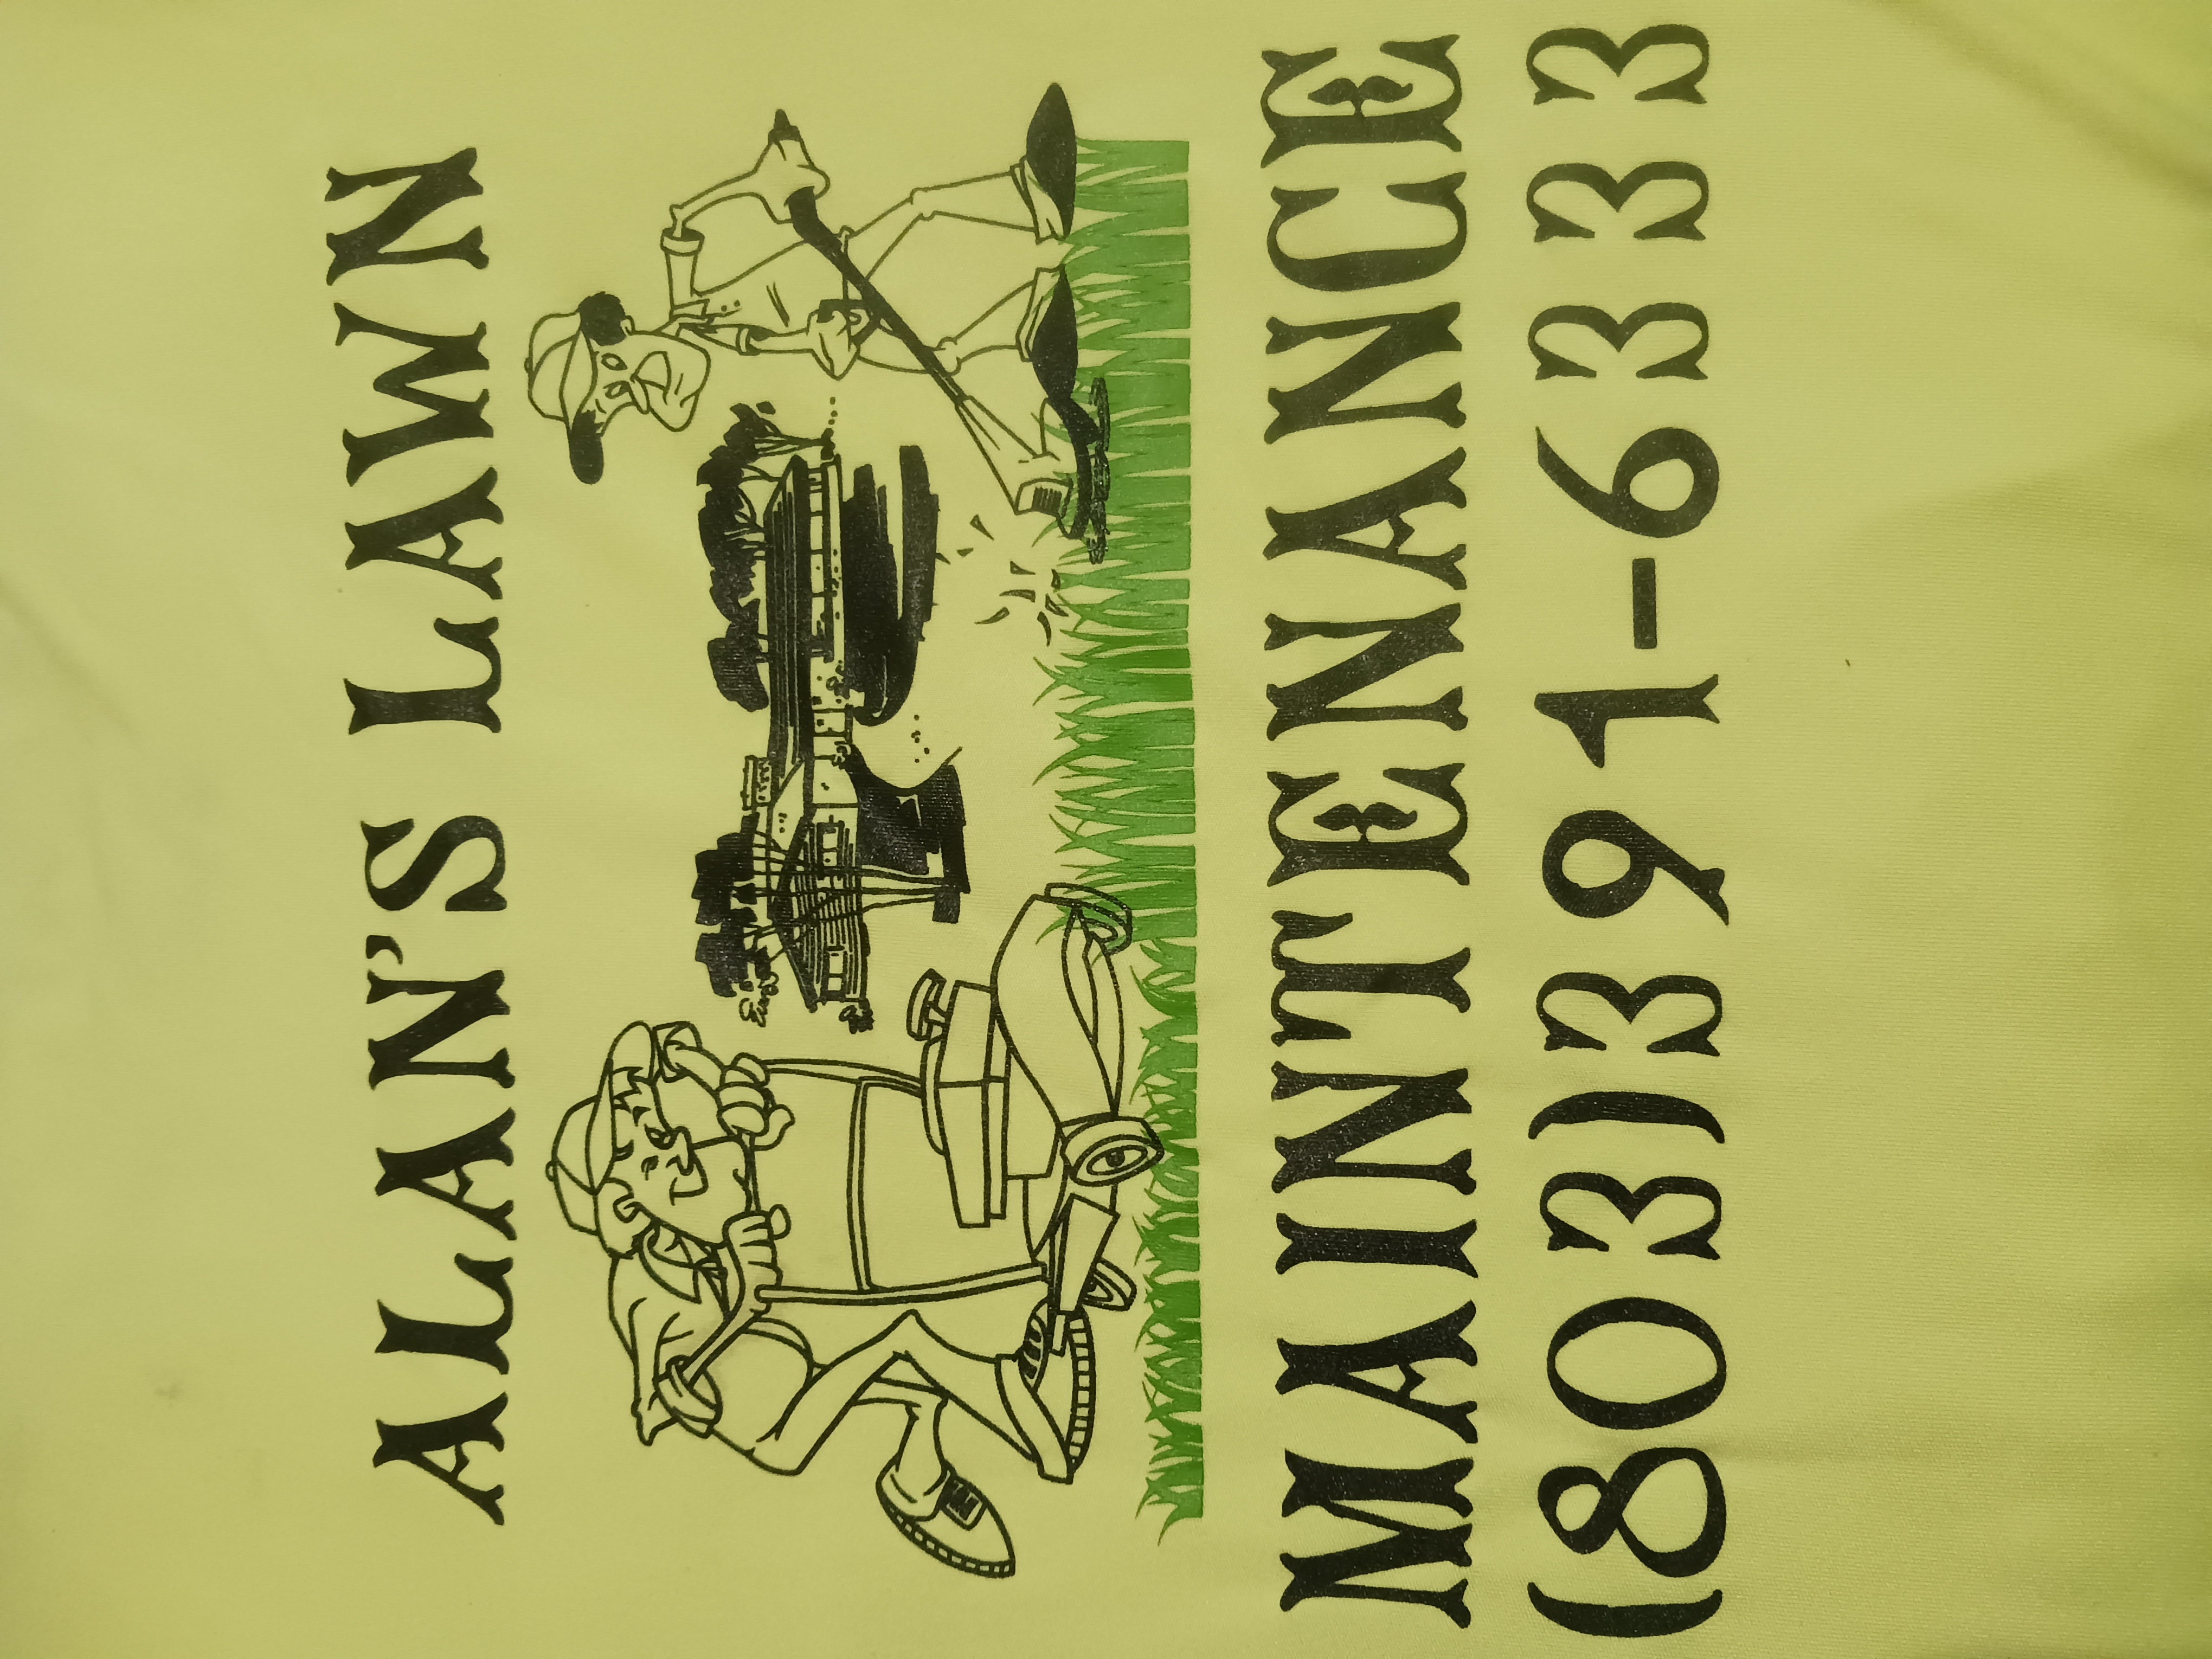 ALAN'S LAWN
MAINTENANCE
(803)391-6333